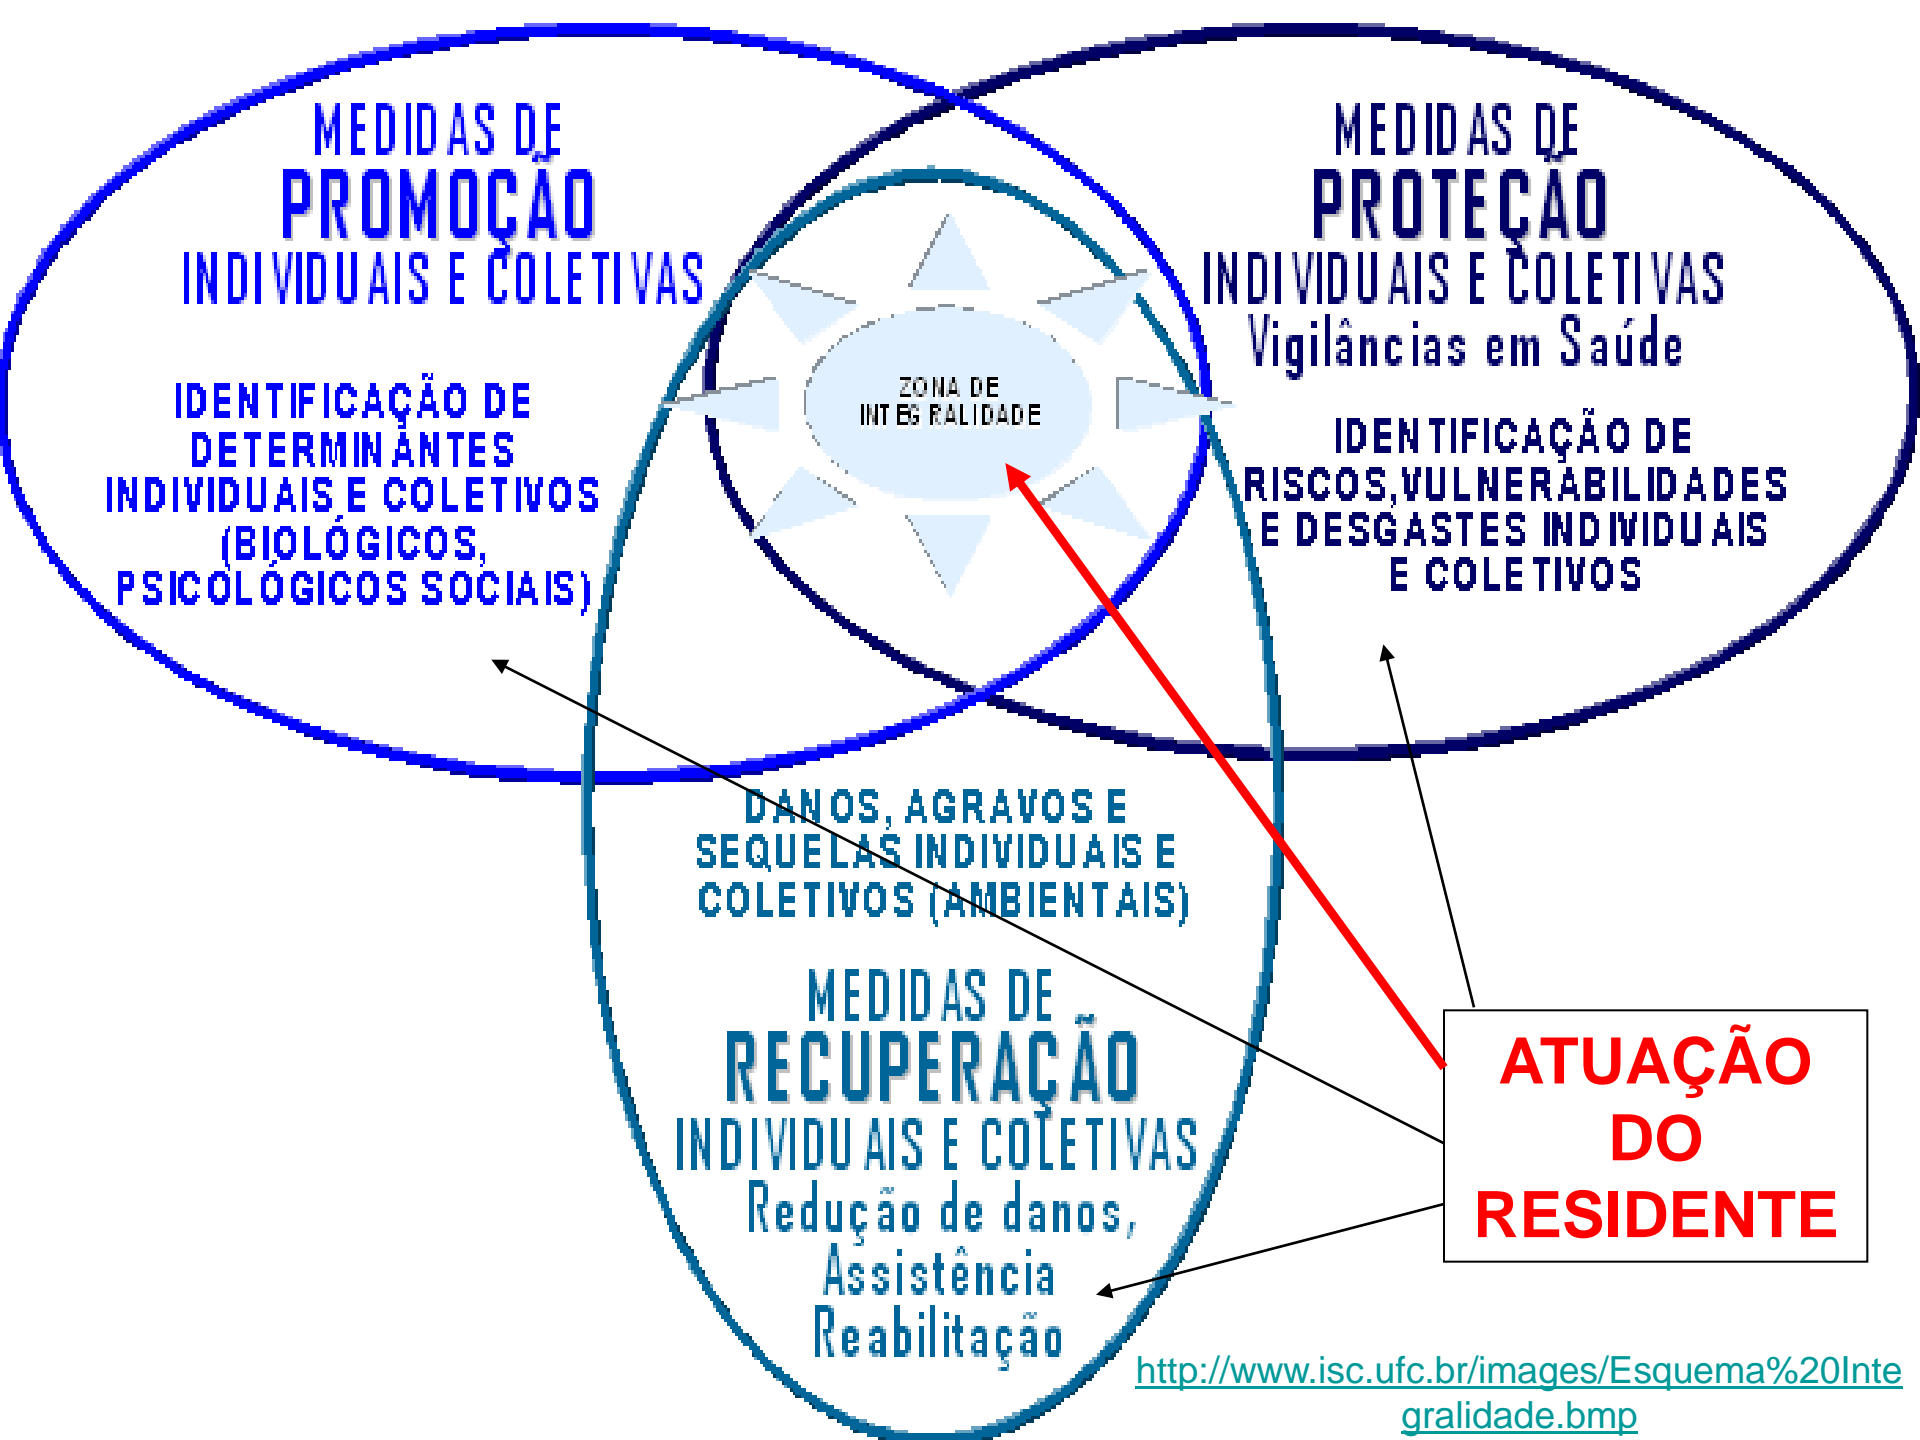 MEDIDAS DE
PROMOÇÃO
INDIVIDUAIS E COLETIVAS
IDENTIFICAÇÃO DE
DETERMINANTES
INDIVIDUAIS E COLETIVOS
(BIOLÓGICOS,
PSICOLÓGICOS SOCIAIS)
MEDIDAS DE
PROTEÇÃO
INDIVIDUAIS E COLETIVAS
Vigilâncias em Saúde
IDENTIFICAÇÃO DE
RISCOS,VULNERABILIDADES
E DESGASTES INDIVIDUAIS
E COLETIVOS
ZONA DE
INTEGRALIDADE
DANOS, AGRAVOS E
SEQUELAS INDIVIDUAIS E
COLETIVOS (AMBIENTAIS)
MEDIDAS DE
RECUPERAÇÃO
INDIVIDUAIS E COLETIVAS
Redução de danos,
Assistência
Reabilitação
ATUAÇÃO
DO
RESIDENTE
http://www.isc.ufc.br/images/Esquema%20Inte
gralidade.bmp